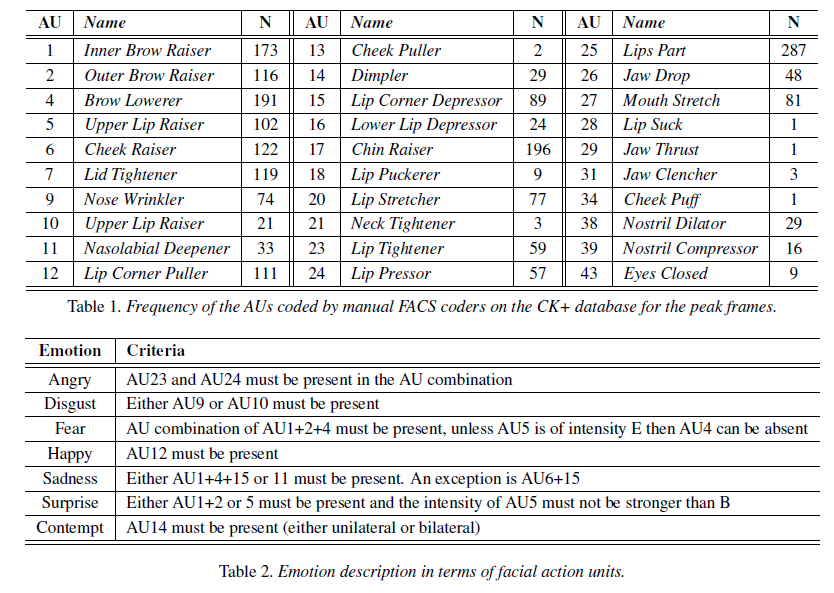 AU Name N AU Name N AU Name N
1 Inner Brow Raiser 173 13 Cheek Puller 2 25 Lips Part 287
2 Outer Brow Raiser 116 14 Dimpler 29 26 Jaw Drop 48
4 Brow Lowerer 191 15 Lip Corner Depressor 89 27 Mouth Stretch 81
5 Upper Lip Raiser 102 16 Lower Lip Depressor 24 28 Lip Suck 1
6 Cheek Raiser 122 17 Chin Raiser 196 29 Jaw Thrust 1
7 Lid Tightener 119 18 Lip Puckerer 9 31 Jaw Clencher 3
9 Nose Wrinkler 74 20 Lip Stretcher 77 34 Cheek Puff 1
10 Upper Lip Raiser 21 21 Neck Tightener 3 38 Nostril Dilator 29
11 Nasolabial Deepener 33 23 Lip Tightener 59 39 Nostril Compressor 16
12 Lip Corner Puller 111 24 Lip Pressor 57 43 Eyes Closed 9
Table 1. Frequency of the AUs coded by manual FACS coders on the CK+ database for the peak frames.
Emotion Criteria
Angry AU23 and AU24 must be present in the AU combination
Disgust Either AU9 or AU10 must be present
Fear AU combination of AU1+2+4 must be present, unless AU5 is of intensity E then AU4 can be absent
Happy AU12 must be present
Sadness Either AU1+4+15 or 11 must be present. An exception is AU6+15
Surprise Either AU1+2 or 5 must be present and the intensity of AU5 must not be stronger than B
Contempt AU14 must be present (either unilateral or bilateral)
Table 2. Emotion description in terms of facial action units.